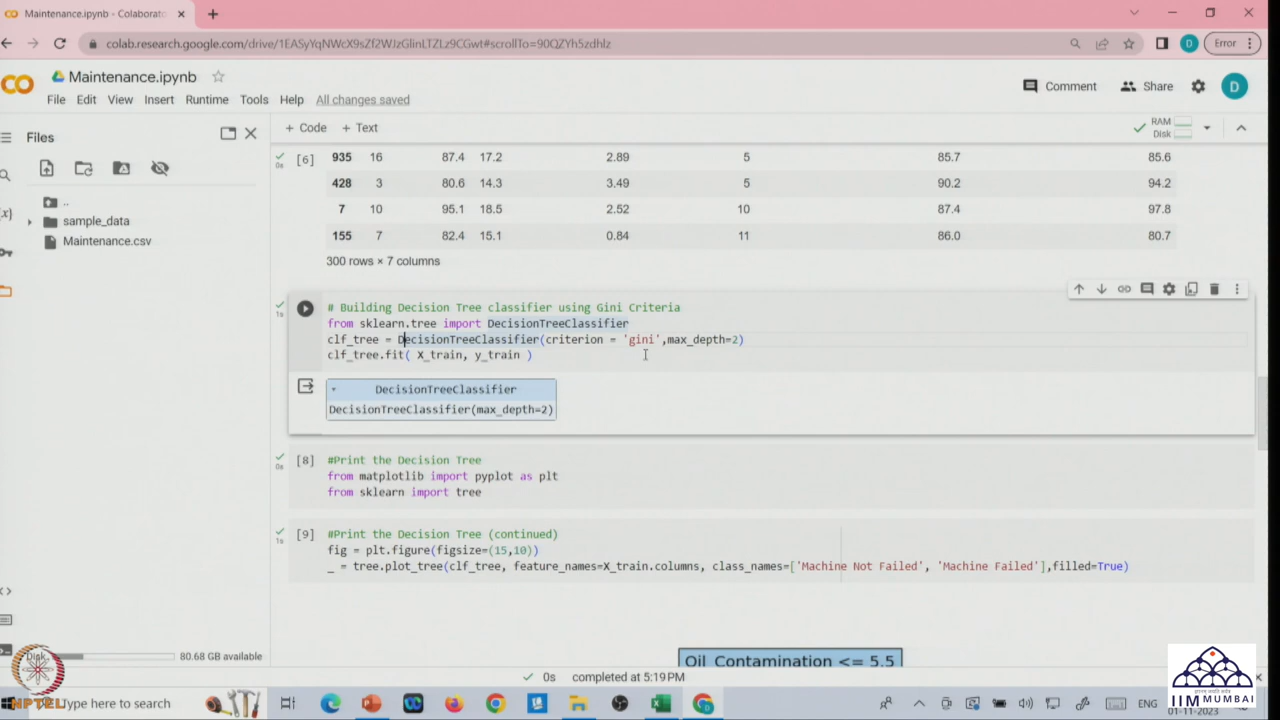 Maintenance.ipynb - Colaborato
colab.research.google.com/drive/1EASyYqNWcX9sZf2WJzGlinLTZLz9CGwt#scrollTo=90QZYh5zdhlz
D
Error
Maintenance.ipynb
File Edit View Insert Runtime Tools Help All changes saved
Comment Share D
Files
+ Code + Text
RAM
Disk
..
sample_data
Maintenance.csv
[6] 935 16 87.4 17.2 2.89 5 85.7 85.6
428 3 80.6 14.3 3.49 5 90.2 94.2
7 10 95.1 18.5 2.52 10 87.4 97.8
155 7 82.4 15.1 0.84 11 86.0 80.7
300 rows × 7 columns
1s
# Building Decision Tree classifier using Gini Criteria
from sklearn.tree import DecisionTreeClassifier
clf_tree = DecisionTreeClassifier(criterion = 'gini',max_depth=2)
clf_tree.fit( X_train, y_train )
DecisionTreeClassifier
DecisionTreeClassifier(max_depth=2)
[8] #Print the Decision Tree
0s
from matplotlib import pyplot as plt
from sklearn import tree
[9] #Print the Decision Tree (continued)
1s
fig = plt.figure(figsize=(15,10))
_ = tree.plot_tree(clf_tree, feature_names=X_train.columns, class_names=['Machine Not Failed', 'Machine Failed'],filled=True)
Oil_Contamination <= 5.5
Disk 80.68 GB available
0s completed at 5:19 PM
NPTEL
Type here to search
ENG
01-11-2023
IIM MUMBAI